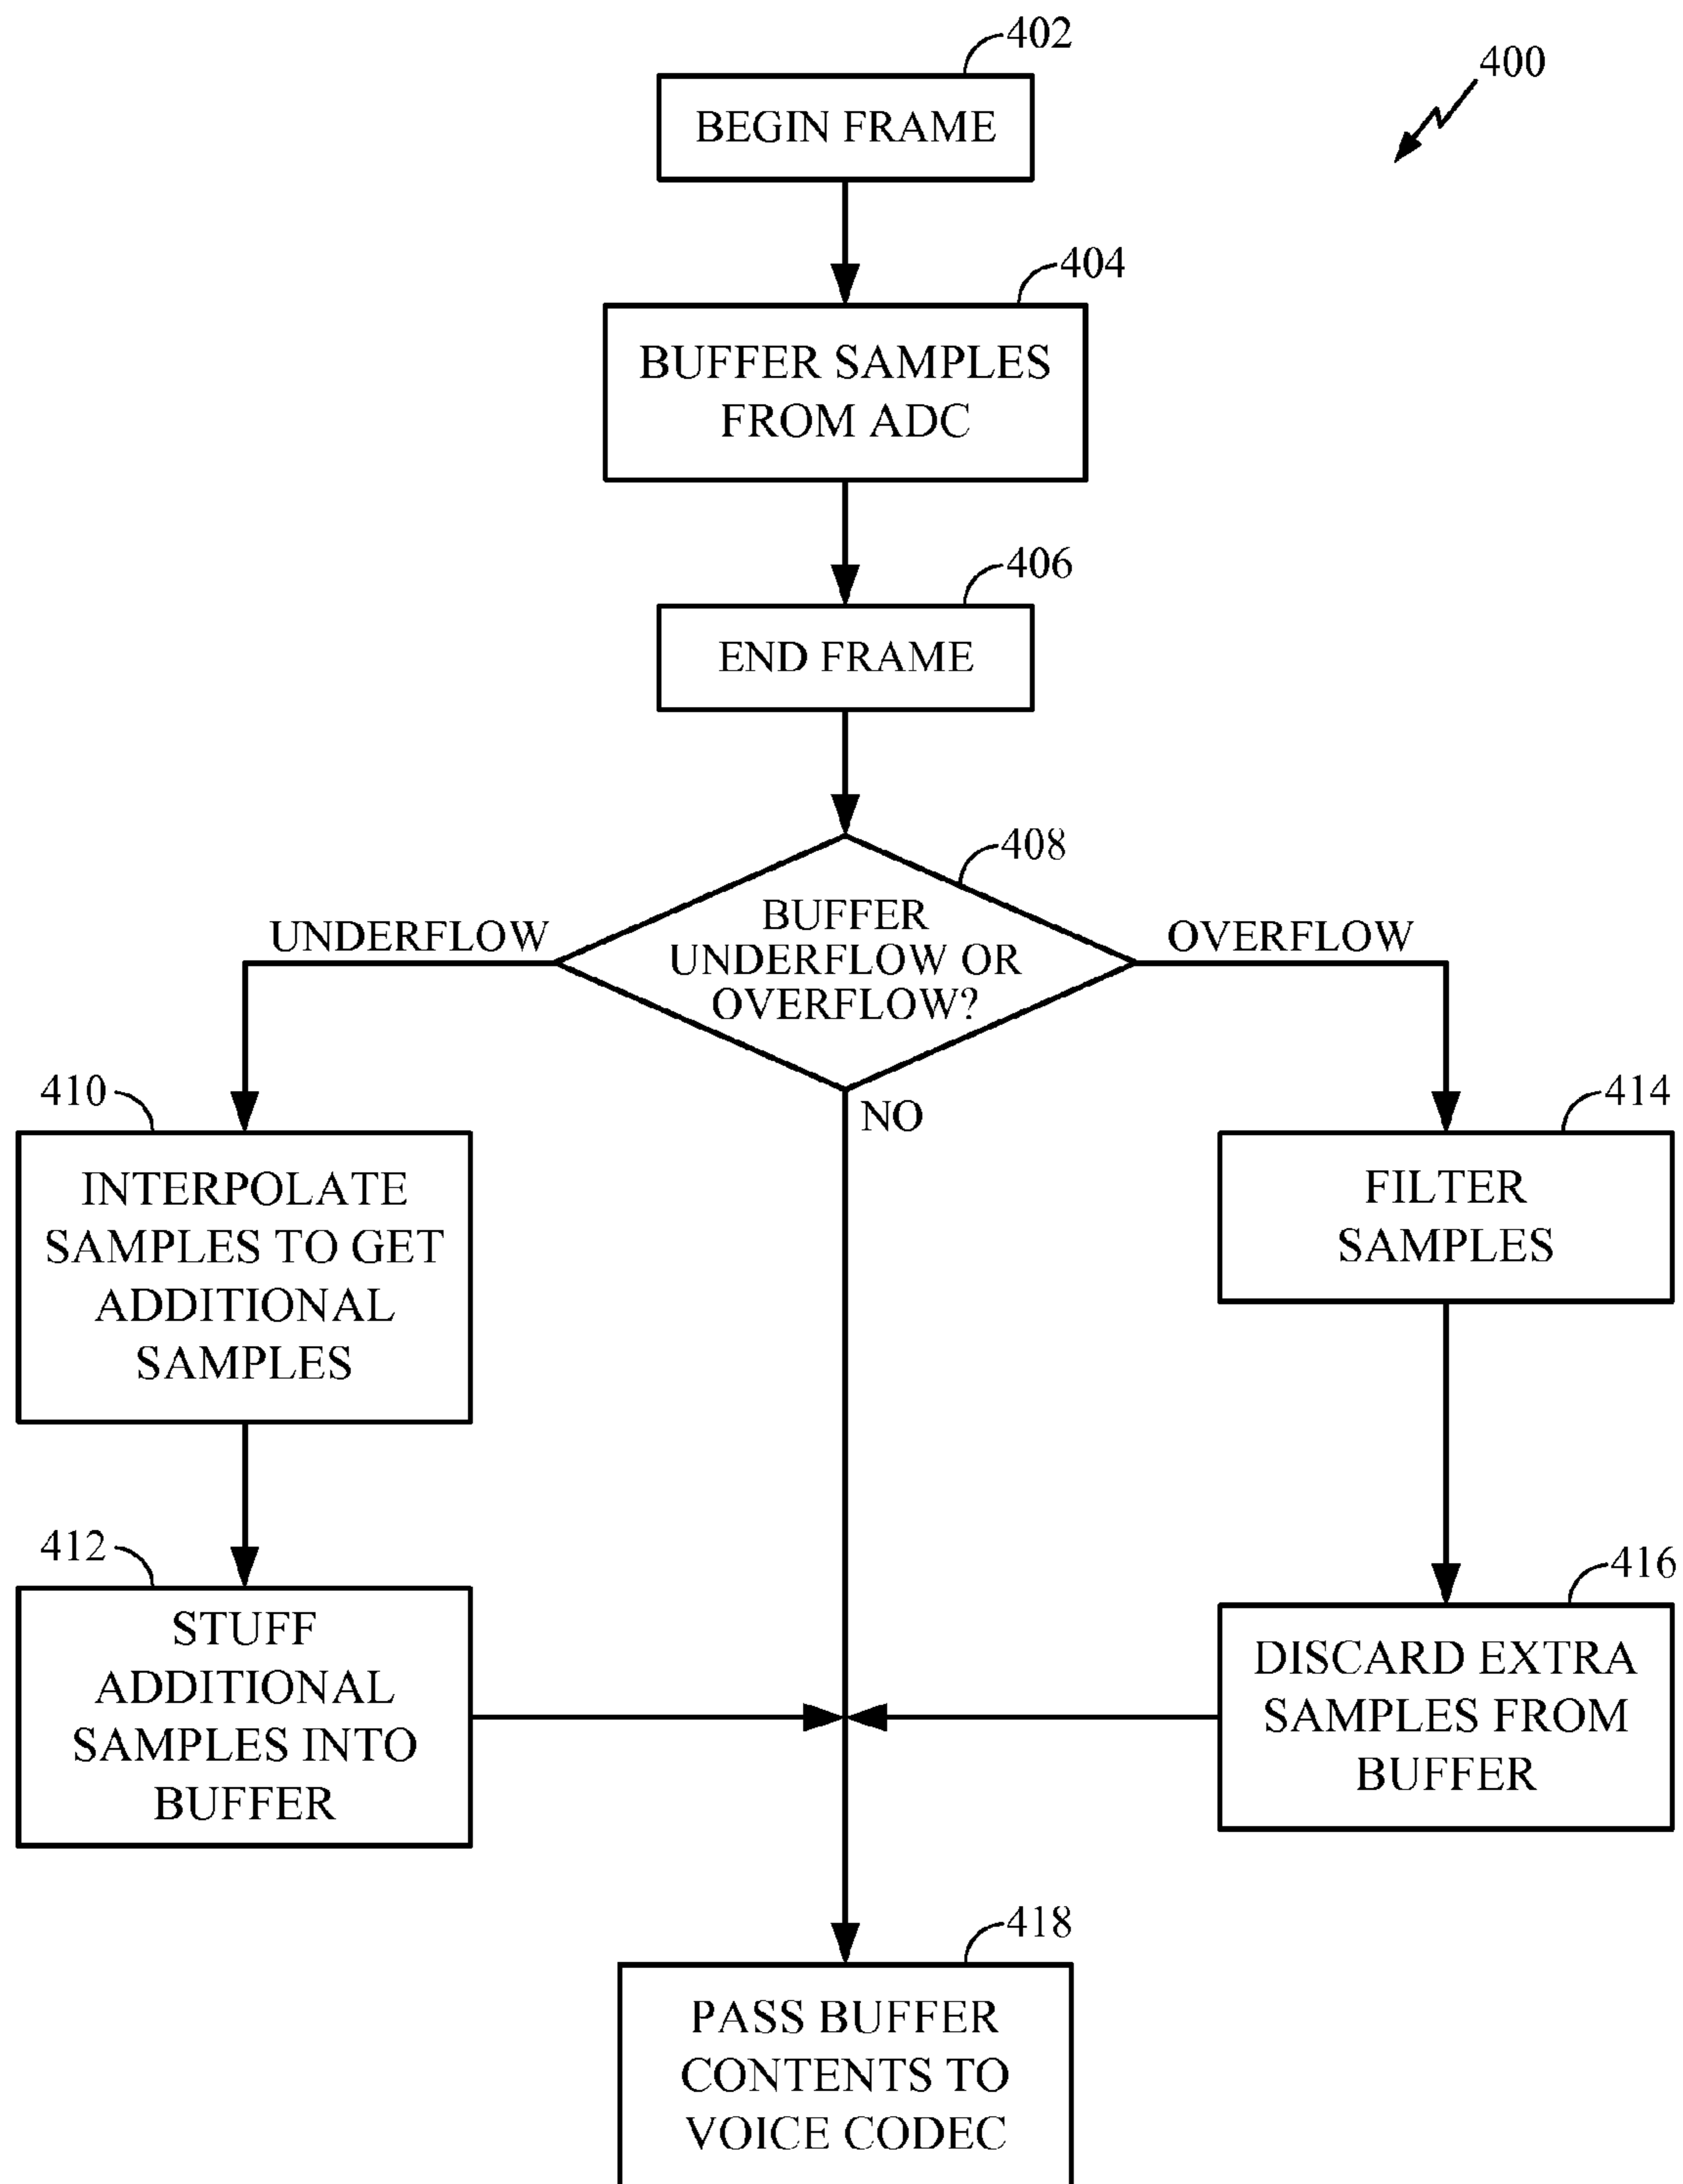 402
400
BEGIN FRAME
404
BUFFER SAMPLES
FROM ADC
406
END FRAME
408
UNDERFLOW
BUFFER
UNDERFLOW OR
OVERFLOW?
OVERFLOW
410
NO
414
INTERPOLATE
SAMPLES TO GET
ADDITIONAL
SAMPLES
FILTER
SAMPLES
412
416
STUFF
ADDITIONAL
SAMPLES INTO
BUFFER
DISCARD EXTRA
SAMPLES FROM
BUFFER
418
PASS BUFFER
CONTENTS TO
VOICE CODEC